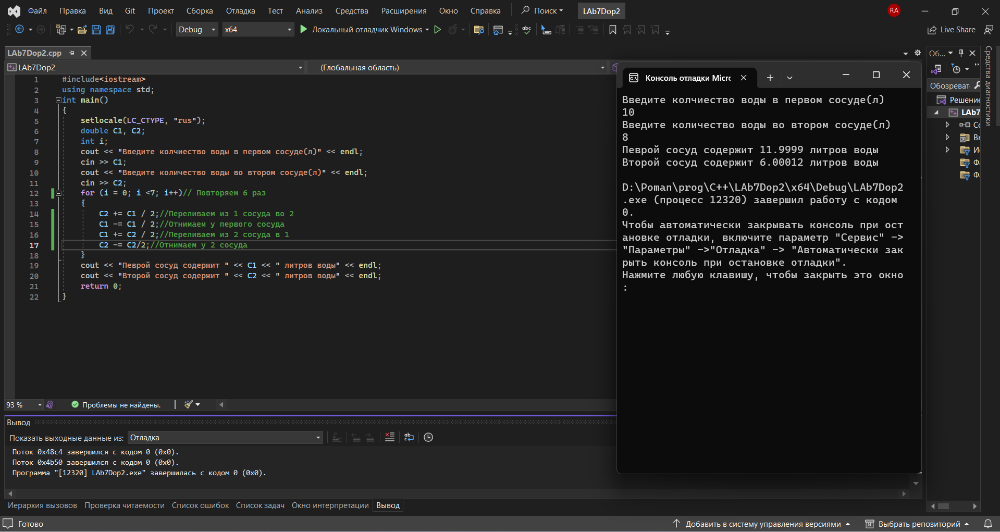 Файл Правка Вид Git Проект Сборка Отладка Тест Анализ Средства Расширения Окно Справка Поиск LAb7Dop2 RA
Debug x64 Локальный отладчик Windows Live Share
LAb7Dop2.cpp
LAb7Dop2 (Глобальная область)
1 #include<iostream>
2 using namespace std;
3 int main()
4 {
5 setlocale(LC_CTYPE, "rus");
6 double C1, C2;
7 int i;
8 cout << "Введите колчиество воды в первом сосуде(л)" << endl;
9 cin >> C1;
10 cout << "Введите количество воды во втором сосуде(л)" << endl;
11 cin >> C2;
12 for (i = 0; i <7; i++)// Повторяем 6 раз
13 {
14 C2 += C1 / 2;//Переливаем из 1 сосуда во 2
15 C1 -= C1 / 2;//Отнимаем у первого сосуда
16 C1 += C2 / 2;//Переливаем из 2 сосуда в 1
17 C2 -= C2/2;//Отнимаем у 2 сосуда
18 }
19 cout << "Певрой сосуд содержит " << C1 << " литров воды" << endl;
20 cout << "Второй сосуд содержит " << C2 << " литров воды" << endl;
21 return 0;
22 }
93 % Проблемы не найдены.
Вывод
Показать выходные данные из: Отладка
Поток 0x48c4 завершился с кодом 0 (0x0).
Поток 0x4b50 завершился с кодом 0 (0x0).
Программа "[12320] LAb7Dop2.exe" завершилась с кодом 0 (0x0).
Иерархия вызовов Проверка читаемости Список ошибок Список задач Окно интерпретации Вывод
Готово Добавить в систему управления версиями Выбрать репозиторий
Консоль отладки Micrc
Введите колчиество воды в первом сосуде(л)
10
Введите количество воды во втором сосуде(л)
8
Певрой сосуд содержит 11.9999 литров воды
Второй сосуд содержит 6.00012 литров воды
D:\Poman\prog\C++\LAb7Dop2\x64\Debug\LAb7Dop2
.exe (процесс 12320) завершил работу с кодом
0.
Чтобы автоматически закрывать консоль при ост
ановке отладки, включите параметр "Сервис" ->
"Параметры" ->"Отладка" -> "Автоматически зак
рыть консоль при остановке отладки".
Нажмите любую клавишу, чтобы закрыть это окно
:
Об...
Обозреват
Решение
LAb7
Сс
Вн
Ис
Фа
Фа
Средства диагностики